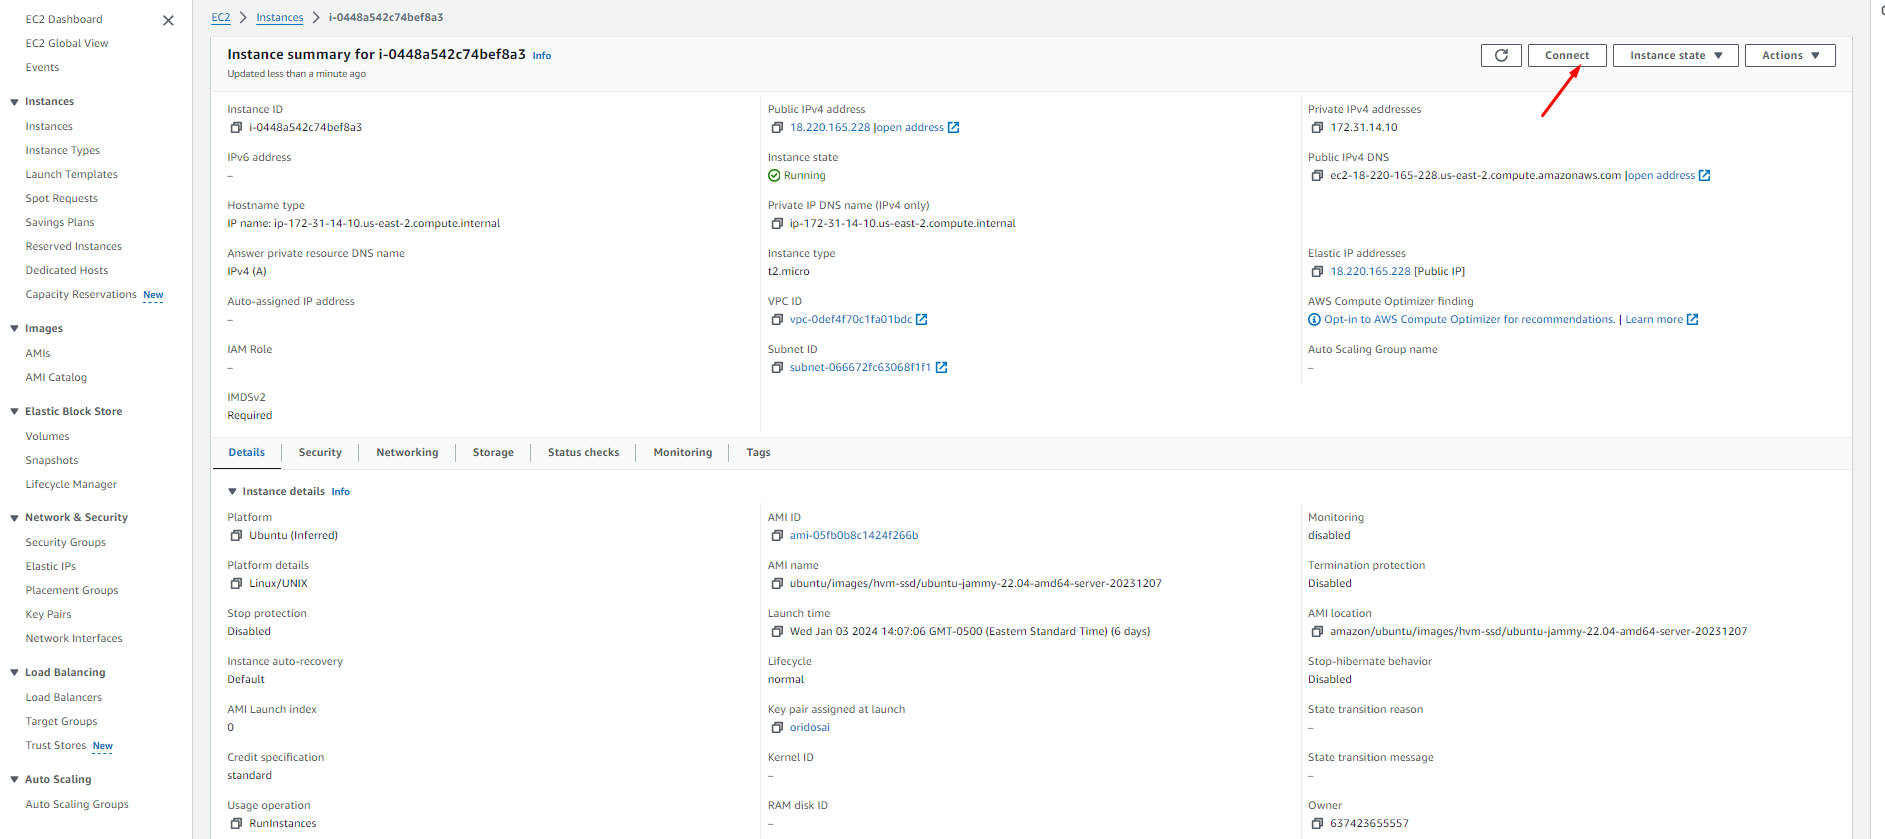 EC2 Dashboard
EC2 Global View
Events
Instances
Instances
Instance Types
Launch Templates
Spot Requests
Savings Plans
Reserved Instances
Dedicated Hosts
Capacity Reservations New
Images
AMIs
AMI Catalog
Elastic Block Store
Volumes
Snapshots
Lifecycle Manager
Network & Security
Security Groups
Elastic IPs
Placement Groups
Key Pairs
Network Interfaces
Load Balancing
Load Balancers
Target Groups
Trust Stores New
Auto Scaling
Auto Scaling Groups
EC2 Instances i-0448a542c74bef8a3
Instance summary for i-0448a542c74bef8a3 Info
Updated less than a minute ago
Connect Instance state Actions
Instance ID
i-0448a542c74bef8a3
IPv6 address
–
Hostname type
IP name: ip-172-31-14-10.us-east-2.compute.internal
Answer private resource DNS name
IPv4 (A)
Auto-assigned IP address
–
IAM Role
–
IMDSv2
Required
Public IPv4 address
18.220.165.228 |open address
Instance state
Running
Private IP DNS name (IPv4 only)
ip-172-31-14-10.us-east-2.compute.internal
Instance type
t2.micro
VPC ID
vpc-0def4f70c1fa01bdc
Subnet ID
subnet-066672fc63068f1f1
Private IPv4 addresses
172.31.14.10
Public IPv4 DNS
ec2-18-220-165-228.us-east-2.compute.amazonaws.com |open address
Elastic IP addresses
18.220.165.228 [Public IP]
AWS Compute Optimizer finding
Opt-in to AWS Compute Optimizer for recommendations. | Learn more
Auto Scaling Group name
–
Details Security Networking Storage Status checks Monitoring Tags
Instance details Info
Platform
Ubuntu (Inferred)
Platform details
Linux/UNIX
Stop protection
Disabled
Instance auto-recovery
Default
AMI Launch index
0
Credit specification
standard
Usage operation
RunInstances
AMI ID
ami-05fb0b8c1424f266b
AMI name
ubuntu/images/hvm-ssd/ubuntu-jammy-22.04-amd64-server-20231207
Launch time
Wed Jan 03 2024 14:07:06 GMT-0500 (Eastern Standard Time) (6 days)
Lifecycle
normal
Key pair assigned at launch
oridosai
Kernel ID
–
RAM disk ID
–
Monitoring
disabled
Termination protection
Disabled
AMI location
amazon/ubuntu/images/hvm-ssd/ubuntu-jammy-22.04-amd64-server-20231207
Stop-hibernate behavior
Disabled
State transition reason
–
State transition message
–
Owner
637423655557